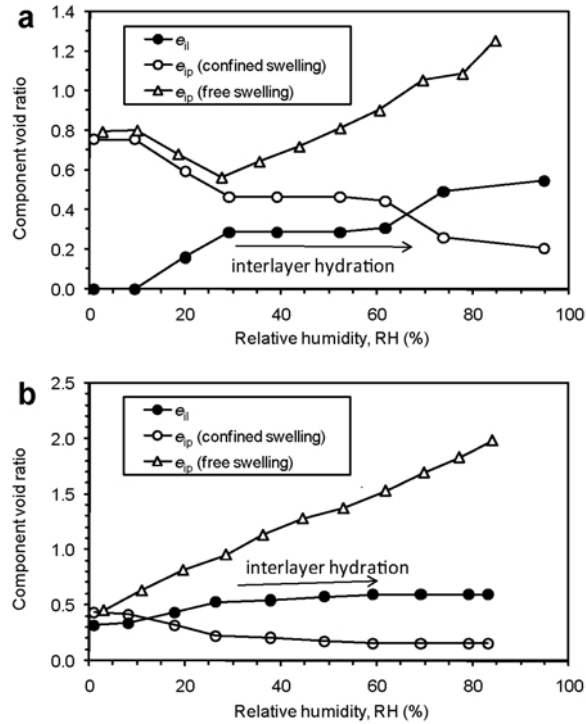 a
1.4
1.2
1.0
0.8
0.6
0.4
0.2
0.0
Component void ratio
e_il
e_ip (confined swelling)
e_ip (free swelling)
interlayer hydration
0 20 40 60 80 100
Relative humidity, RH (%)
b
2.5
2.0
1.5
1.0
0.5
0.0
Component void ratio
e_il
e_ip (confined swelling)
e_ip (free swelling)
interlayer hydration
0 20 40 60 80 100
Relative humidity, RH (%)